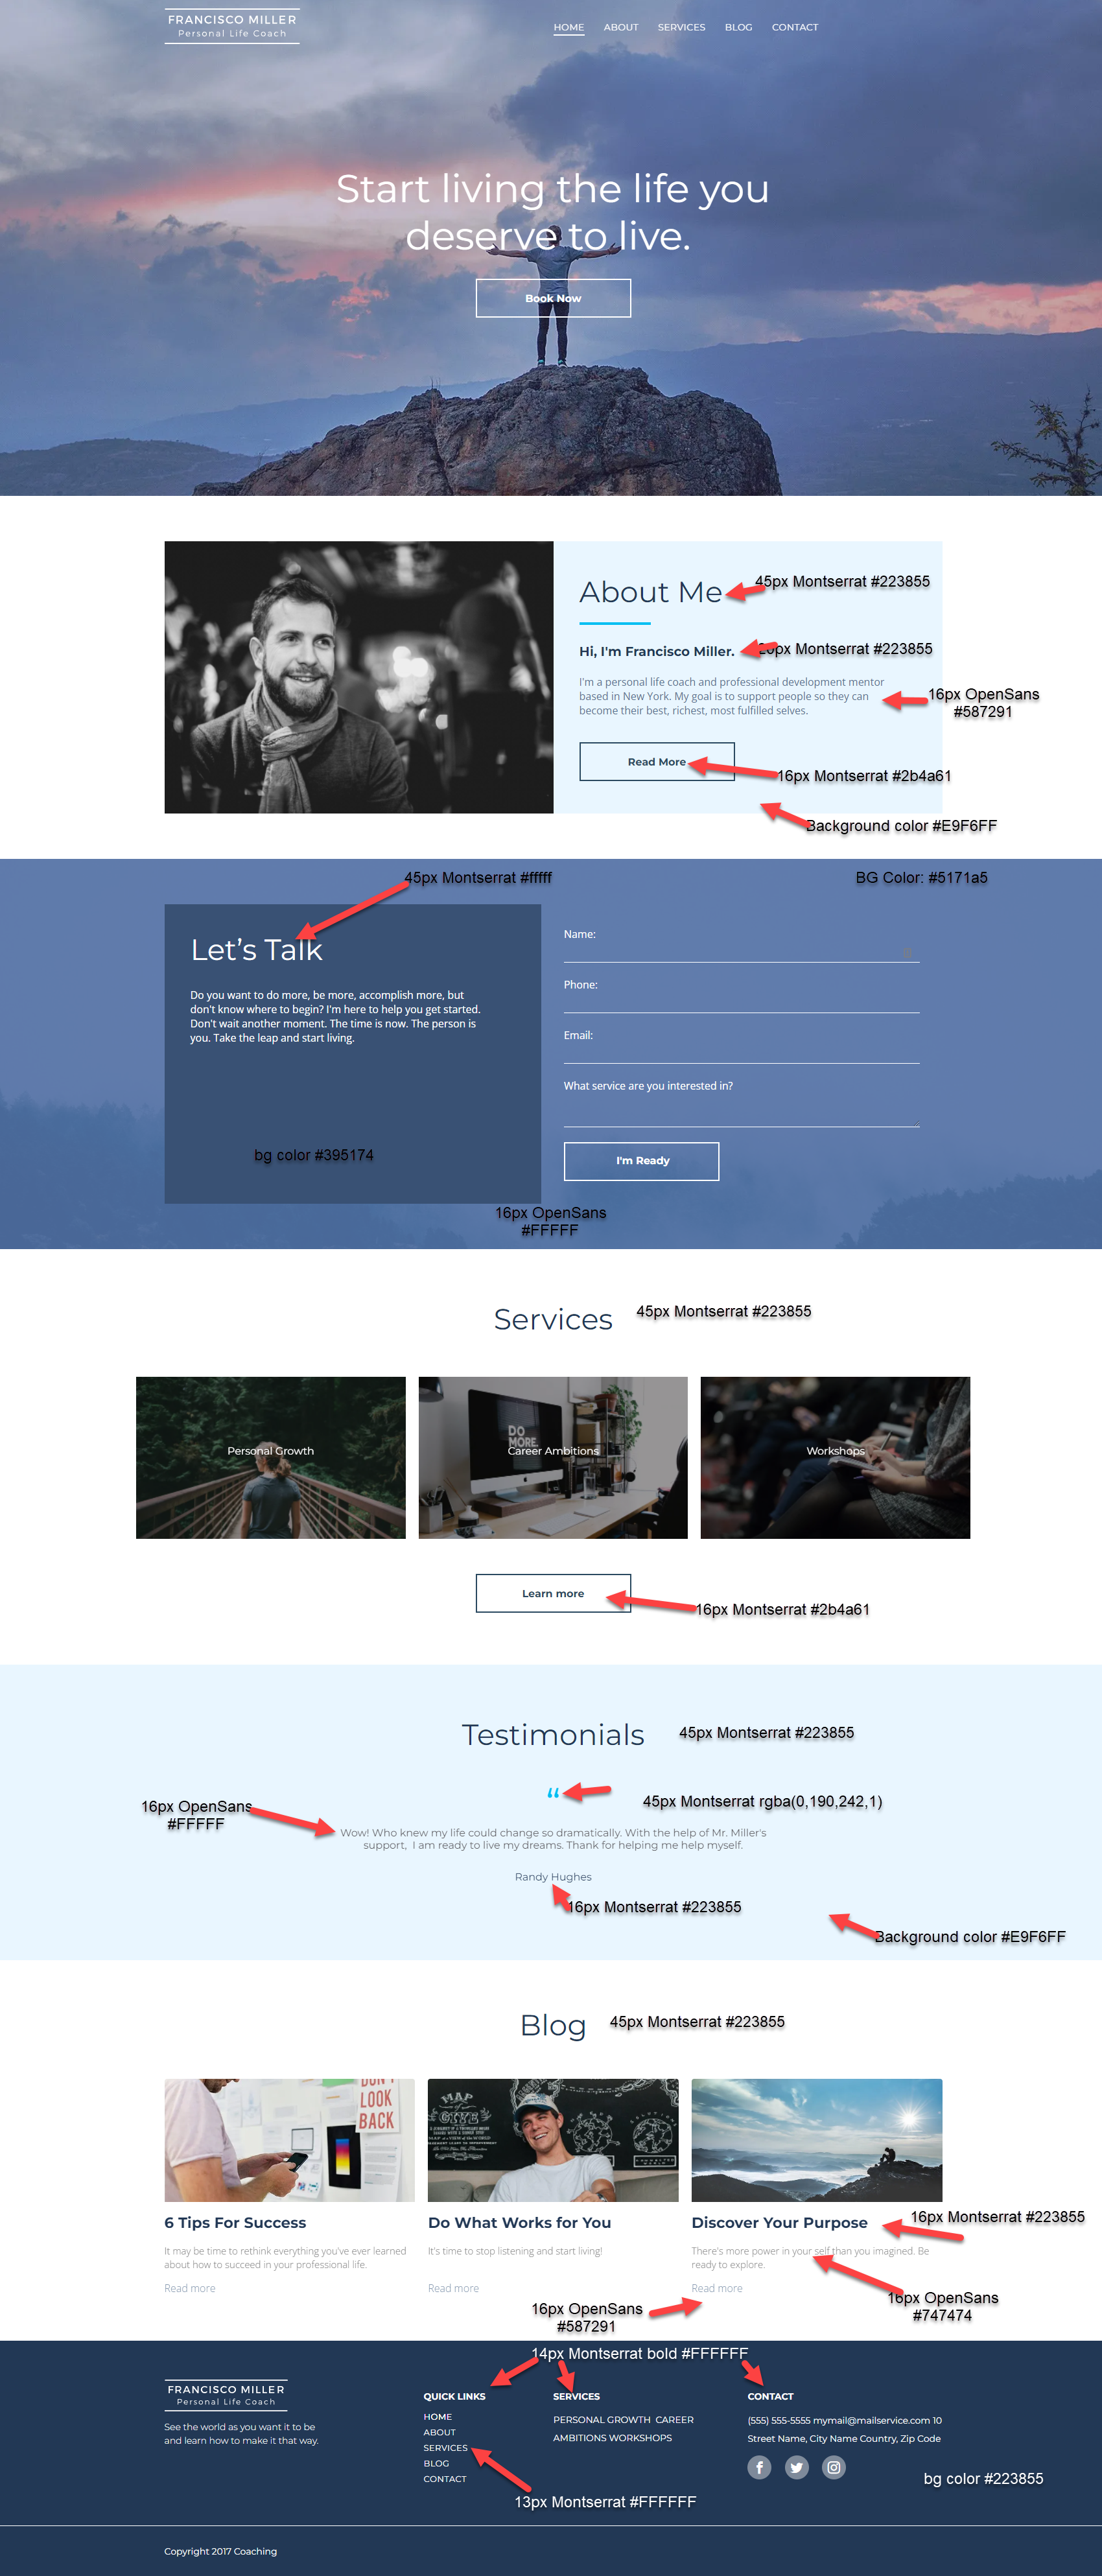 FRANCISCO MILLER
Personal Life Coach
HOME ABOUT SERVICES BLOG CONTACT
Start living the life you
deserve to live.
Book Now
About Me
45px Montserrat #223855
Hi, I'm Francisco Miller.
20px Montserrat #223855
I'm a personal life coach and professional development mentor
based in New York. My goal is to support people so they can
become their best, richest, most fulfilled selves.
16px OpenSans
#587291
Read More
16px Montserrat #2b4a61
Background color #E9F6FF
45px Montserrat #fffff
BG Color: #5171a5
Let’s Talk
Do you want to do more, be more, accomplish more, but
don't know where to begin? I'm here to help you get started.
Don't wait another moment. The time is now. The person is
you. Take the leap and start living.
bg color #395174
Name:
Phone:
Email:
What service are you interested in?
I'm Ready
16px OpenSans
#FFFFF
Services
45px Montserrat #223855
Personal Growth
DO
MORE.
Career Ambitions
Workshops
Learn more
16px Montserrat #2b4a61
Testimonials
45px Montserrat #223855
“
45px Montserrat rgba(0,190,242,1)
16px OpenSans
#FFFFF
Wow! Who knew my life could change so dramatically. With the help of Mr. Miller's
support,  I am ready to live my dreams. Thank for helping me help myself.
Randy Hughes
16px Montserrat #223855
Background color #E9F6FF
Blog
45px Montserrat #223855
DON'T
LOOK
BACK
MAP
of
GIVE
6 Tips For Success
It may be time to rethink everything you've ever learned
about how to succeed in your professional life.
Read more
Do What Works for You
It's time to stop listening and start living!
Read more
Discover Your Purpose
16px Montserrat #223855
There's more power in your self than you imagined. Be
ready to explore.
Read more
16px OpenSans
#747474
16px OpenSans
#587291
14px Montserrat bold #FFFFFF
FRANCISCO MILLER
Personal Life Coach
See the world as you want it to be
and learn how to make it that way.
QUICK LINKS
HOME
ABOUT
SERVICES
BLOG
CONTACT
13px Montserrat #FFFFFF
SERVICES
PERSONAL GROWTH  CAREER
AMBITIONS WORKSHOPS
CONTACT
(555) 555-5555 mymail@mailservice.com 10
Street Name, City Name Country, Zip Code
bg color #223855
Copyright 2017 Coaching